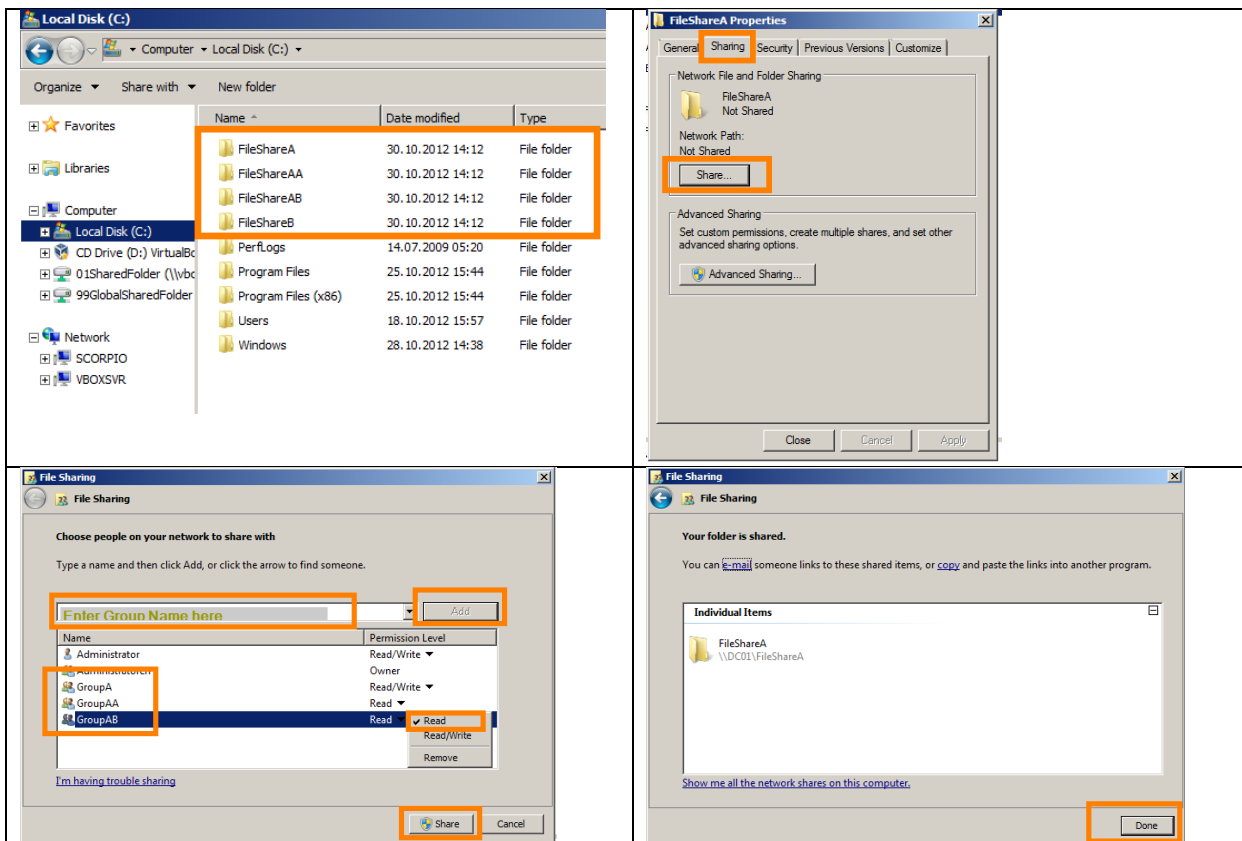 Local Disk (C:)
Computer Local Disk (C:)
Organize Share with New folder
Name Date modified Type
Favorites
Libraries
Computer
Local Disk (C:)
CD Drive (D:) VirtualBo
01SharedFolder (\\vbo
99GlobalSharedFolder
Network
SCORPIO
VBOXSVR
FileShareA 30.10.2012 14:12 File folder
FileShareAA 30.10.2012 14:12 File folder
FileShareAB 30.10.2012 14:12 File folder
FileShareB 30.10.2012 14:12 File folder
PerfLogs 14.07.2009 05:20 File folder
Program Files 25.10.2012 15:44 File folder
Program Files (x86) 25.10.2012 15:44 File folder
Users 18.10.2012 15:57 File folder
Windows 28.10.2012 14:38 File folder
FileShareA Properties
General Sharing Security Previous Versions Customize
Network File and Folder Sharing
FileShareA
Not Shared
Network Path:
Not Shared
Share...
Advanced Sharing
Set custom permissions, create multiple shares, and set other
advanced sharing options.
Advanced Sharing...
Close Cancel Apply
File Sharing
File Sharing
Choose people on your network to share with
Type a name and then click Add, or click the arrow to find someone.
Enter Group Name here Add
Name Permission Level
Administrator Read/Write
Administratoren Owner
GroupA Read/Write
GroupAA Read
GroupAB Read
Read
Read/Write
Remove
I'm having trouble sharing
Share Cancel
File Sharing
File Sharing
Your folder is shared.
You can e-mail someone links to these shared items, or copy and paste the links into another program.
Individual Items
FileShareA
\\DC01\FileShareA
Show me all the network shares on this computer.
Done